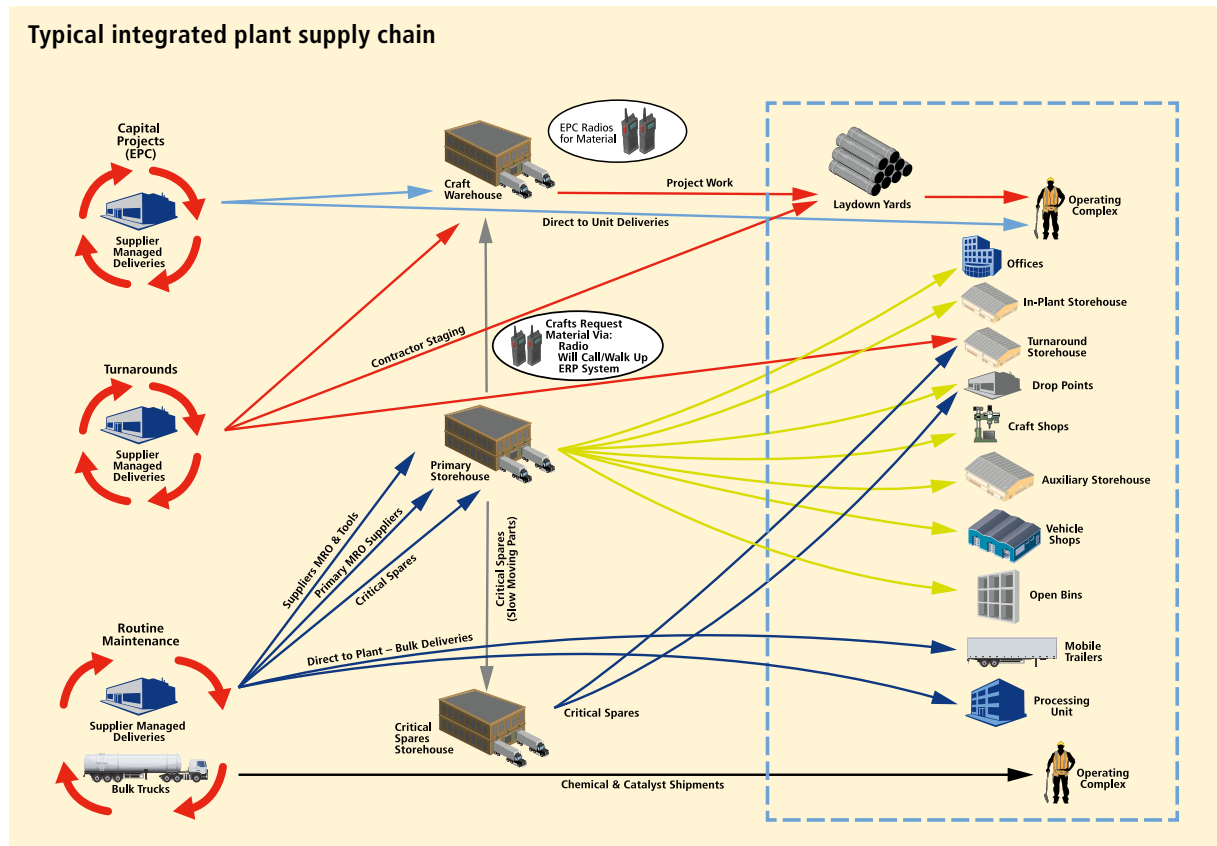 Typical integrated plant supply chain
Capital
Projects
(EPC)
Supplier
Managed
Deliveries
Craft
Warehouse
EPC Radios
for Material
Project Work
Direct to Unit Deliveries
Laydown Yards
Operating
Complex
Offices
In-Plant Storehouse
Turnaround
Storehouse
Drop Points
Craft Shops
Auxiliary Storehouse
Vehicle
Shops
Open Bins
Mobile
Trailers
Processing
Unit
Operating
Complex
Crafts Request
Material Via:
Radio
Will Call/Walk Up
ERP System
Contractor Staging
Turnarounds
Supplier
Managed
Deliveries
Primary
Storehouse
Suppliers MRO & Tools
Primary MRO Suppliers
Critical Spares
Critical Spares
(Slow Moving Parts)
Routine
Maintenance
Supplier Managed
Deliveries
Bulk Trucks
Direct to Plant – Bulk Deliveries
Critical
Spares
Storehouse
Critical Spares
Chemical & Catalyst Shipments